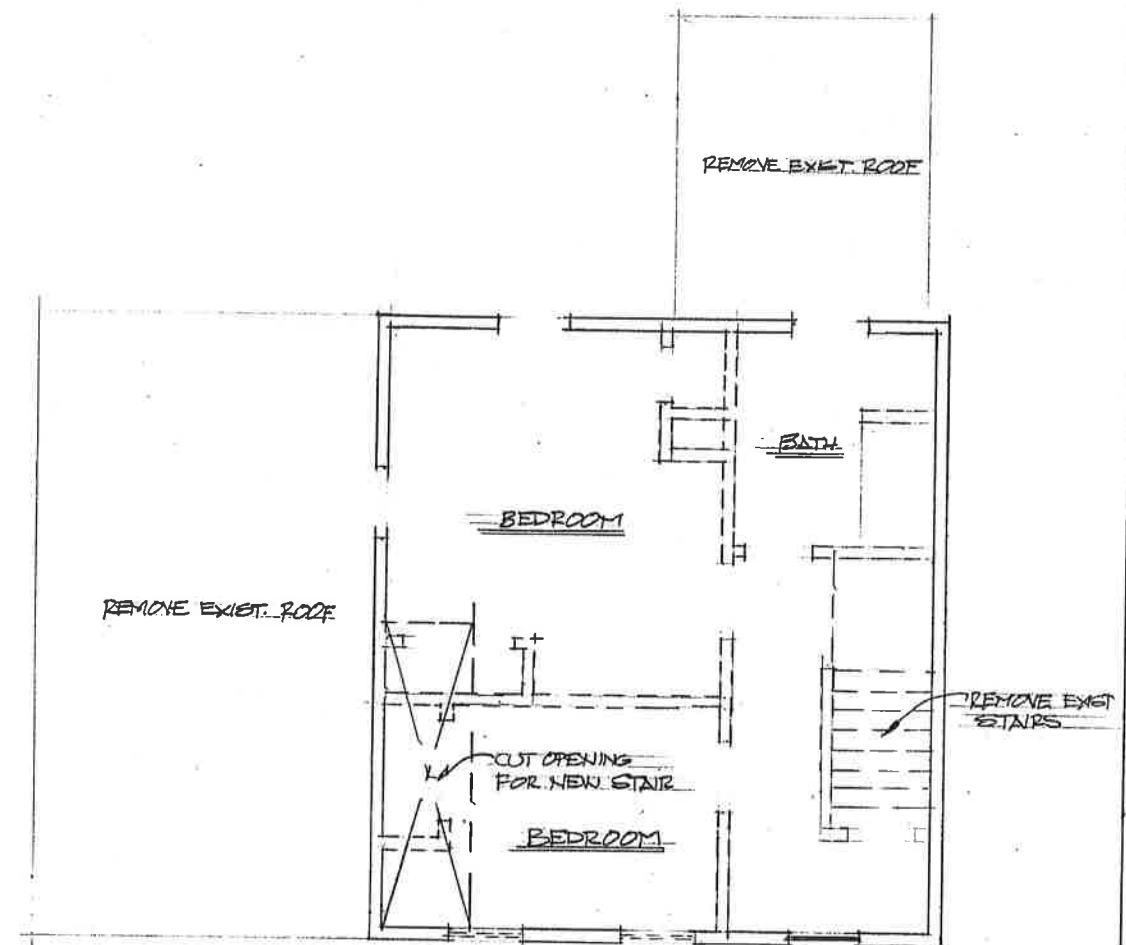 REMOVE EXIST. ROOF
BATH
BEDROOM
REMOVE EXIST. ROOF
REMOVE EXIST
STAIRS
CUT OPENING
FOR NEW STAIR
BEDROOM